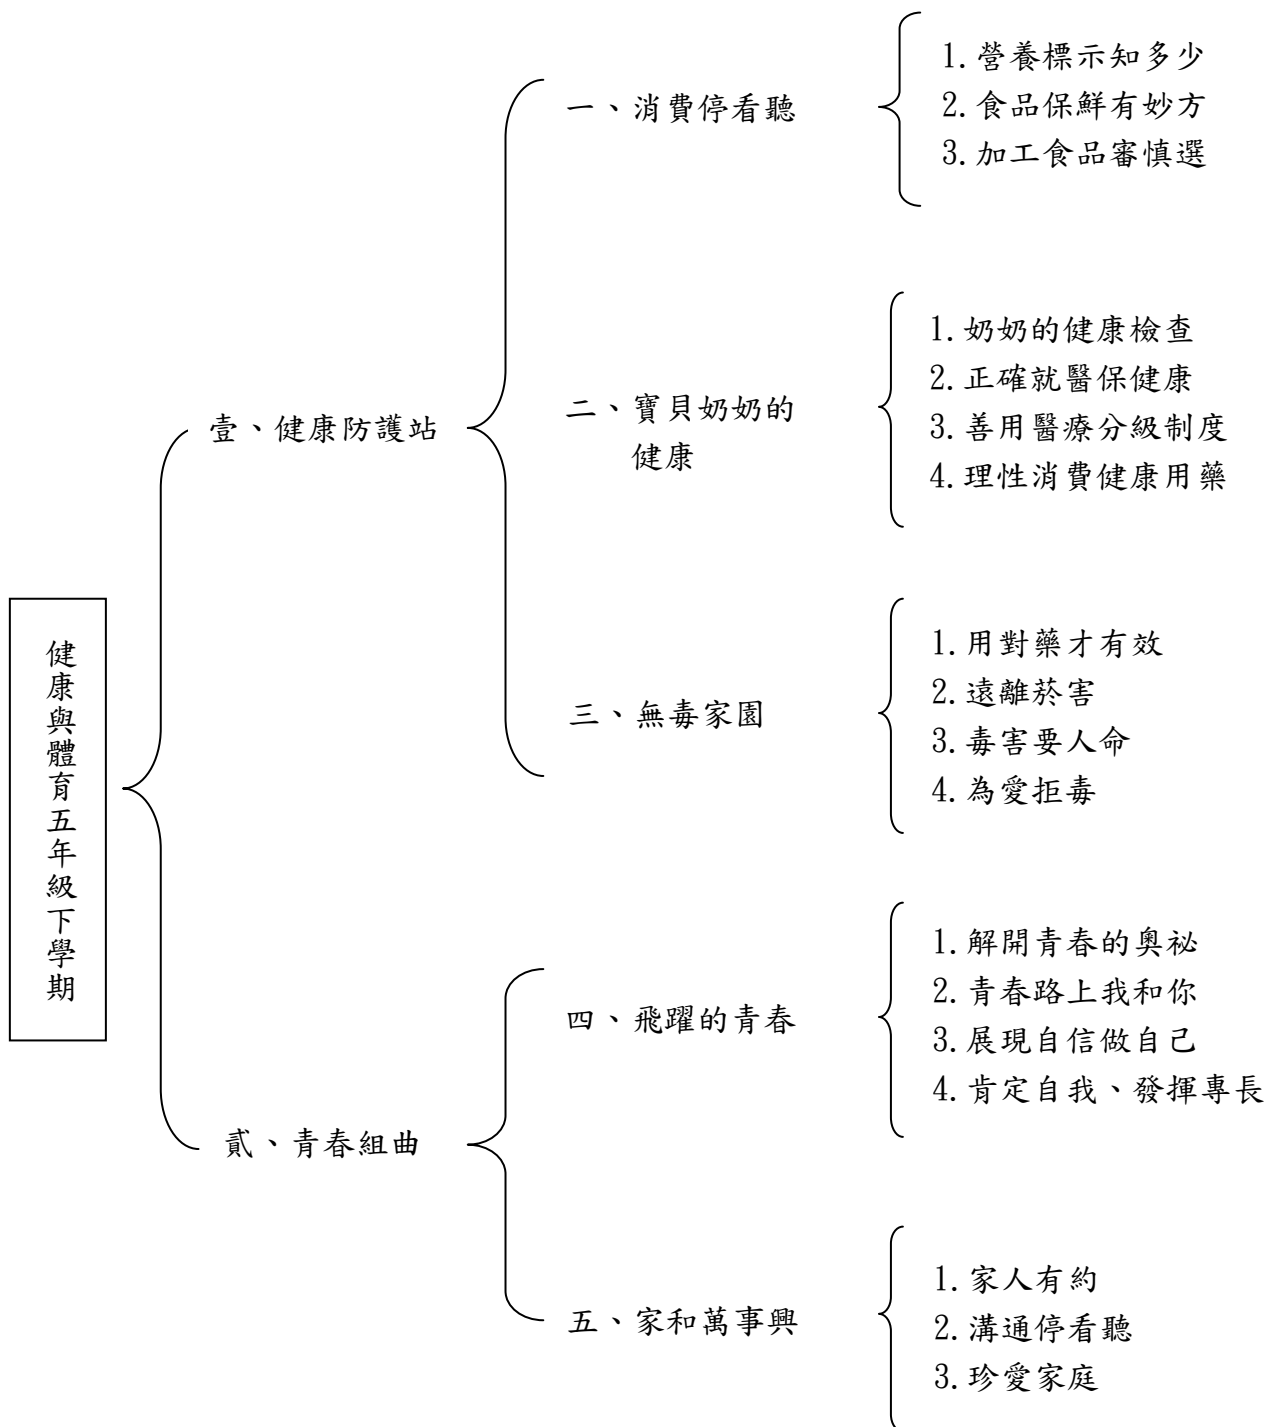 健康與體育五年級下學期
壹、健康防護站
一、消費停看聽
1.營養標示知多少
2.食品保鮮有妙方
3.加工食品審慎選
二、寶貝奶奶的
健康
1.奶奶的健康檢查
2.正確就醫保健康
3.善用醫療分級制度
4.理性消費健康用藥
三、無毒家園
1.用對藥才有效
2.遠離菸害
3.毒害要人命
4.為愛拒毒
貳、青春組曲
四、飛躍的青春
1.解開青春的奧祕
2.青春路上我和你
3.展現自信做自己
4.肯定自我、發揮專長
五、家和萬事興
1.家人有約
2.溝通停看聽
3.珍愛家庭